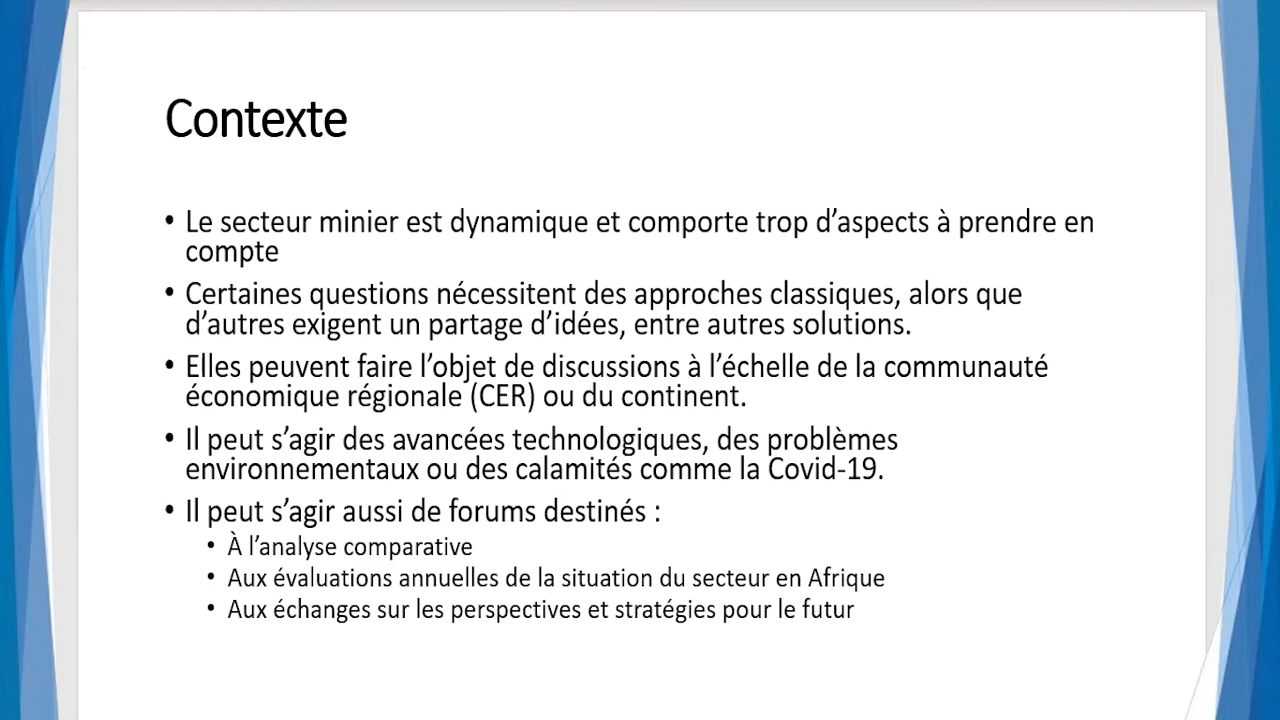 Contexte
• Le secteur minier est dynamique et comporte trop d’aspects à prendre en
compte
• Certaines questions nécessitent des approches classiques, alors que
d’autres exigent un partage d’idées, entre autres solutions.
• Elles peuvent faire l’objet de discussions à l’échelle de la communauté
économique régionale (CER) ou du continent.
• Il peut s’agir des avancées technologiques, des problèmes
environnementaux ou des calamités comme la Covid-19.
• Il peut s’agir aussi de forums destinés :
• À l’analyse comparative
• Aux évaluations annuelles de la situation du secteur en Afrique
• Aux échanges sur les perspectives et stratégies pour le futur